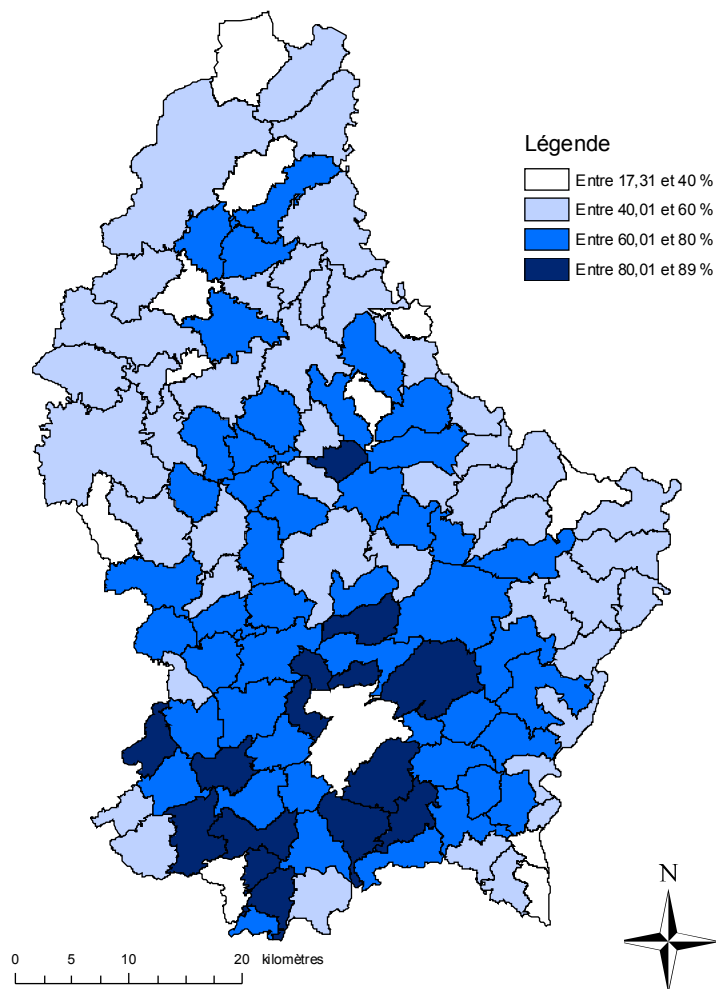 Légende
Entre 17,31 et 40 %
Entre 40,01 et 60 %
Entre 60,01 et 80 %
Entre 80,01 et 89 %
N
0 5 10 20 kilomètres